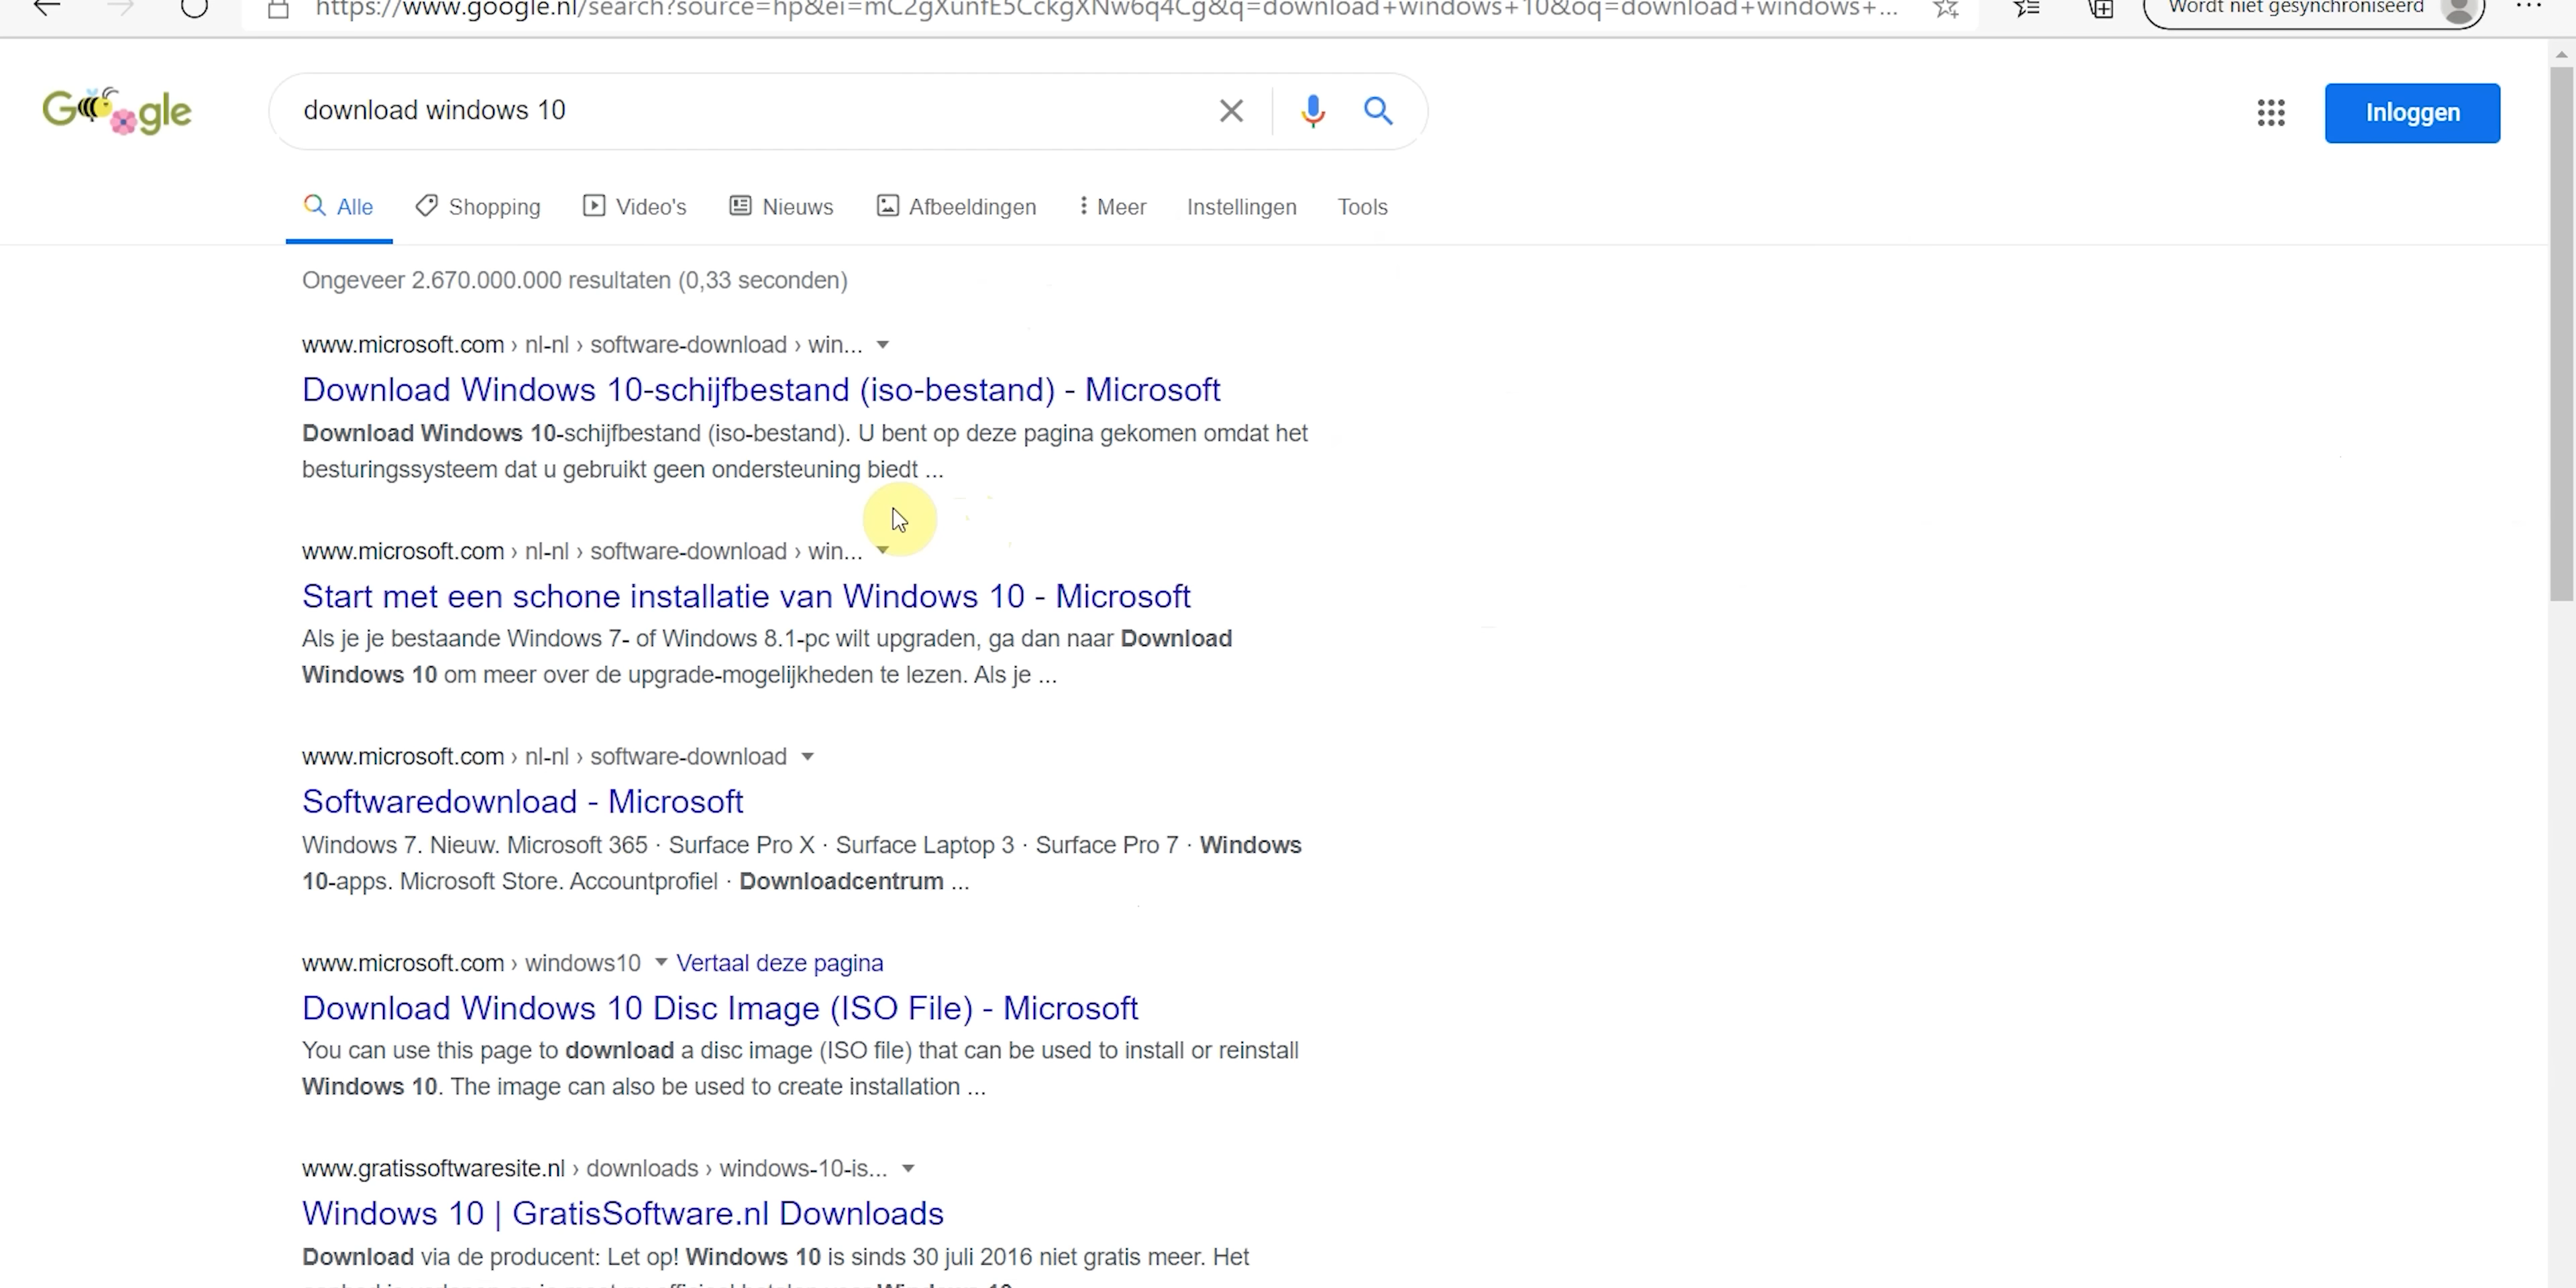 https://www.google.nl/search?source=hp&ei=mC2gXunfE5CckgXNw6q4Cg&q=download+windows+10&oq=download+windows+...
Wordt niet gesynchroniseerd
Google
download windows 10
Inloggen
Alle Shopping Video's Nieuws Afbeeldingen Meer Instellingen Tools
Ongeveer 2.670.000.000 resultaten (0,33 seconden)
www.microsoft.com › nl-nl › software-download › win...
Download Windows 10-schijfbestand (iso-bestand) - Microsoft
Download Windows 10-schijfbestand (iso-bestand). U bent op deze pagina gekomen omdat het
besturingssysteem dat u gebruikt geen ondersteuning biedt ...
www.microsoft.com › nl-nl › software-download › win...
Start met een schone installatie van Windows 10 - Microsoft
Als je je bestaande Windows 7- of Windows 8.1-pc wilt upgraden, ga dan naar Download
Windows 10 om meer over de upgrade-mogelijkheden te lezen. Als je ...
www.microsoft.com › nl-nl › software-download
Softwaredownload - Microsoft
Windows 7. Nieuw. Microsoft 365 · Surface Pro X · Surface Laptop 3 · Surface Pro 7 · Windows
10-apps. Microsoft Store. Accountprofiel · Downloadcentrum ...
www.microsoft.com › windows10 Vertaal deze pagina
Download Windows 10 Disc Image (ISO File) - Microsoft
You can use this page to download a disc image (ISO file) that can be used to install or reinstall
Windows 10. The image can also be used to create installation ...
www.gratissoftwaresite.nl › downloads › windows-10-is...
Windows 10 | GratisSoftware.nl Downloads
Download via de producent: Let op! Windows 10 is sinds 30 juli 2016 niet gratis meer. Het